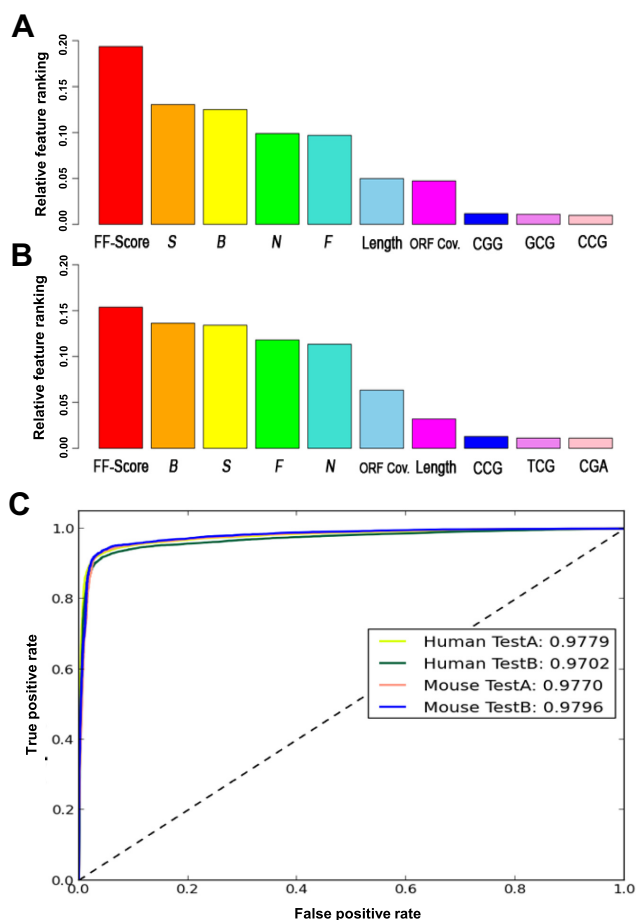 A
Relative feature ranking
0.20
0.15
0.10
0.05
0.00
FF-Score S B N F Length ORF Cov. CGG GCG CCG
B
Relative feature ranking
0.20
0.15
0.10
0.05
0.00
FF-Score B S F N ORF Cov. Length CCG TCG CGA
C
True positive rate
1.0
0.8
0.6
0.4
0.2
0.0
Human TestA: 0.9779
Human TestB: 0.9702
Mouse TestA: 0.9770
Mouse TestB: 0.9796
0.0 0.2 0.4 0.6 0.8 1.0
False positive rate